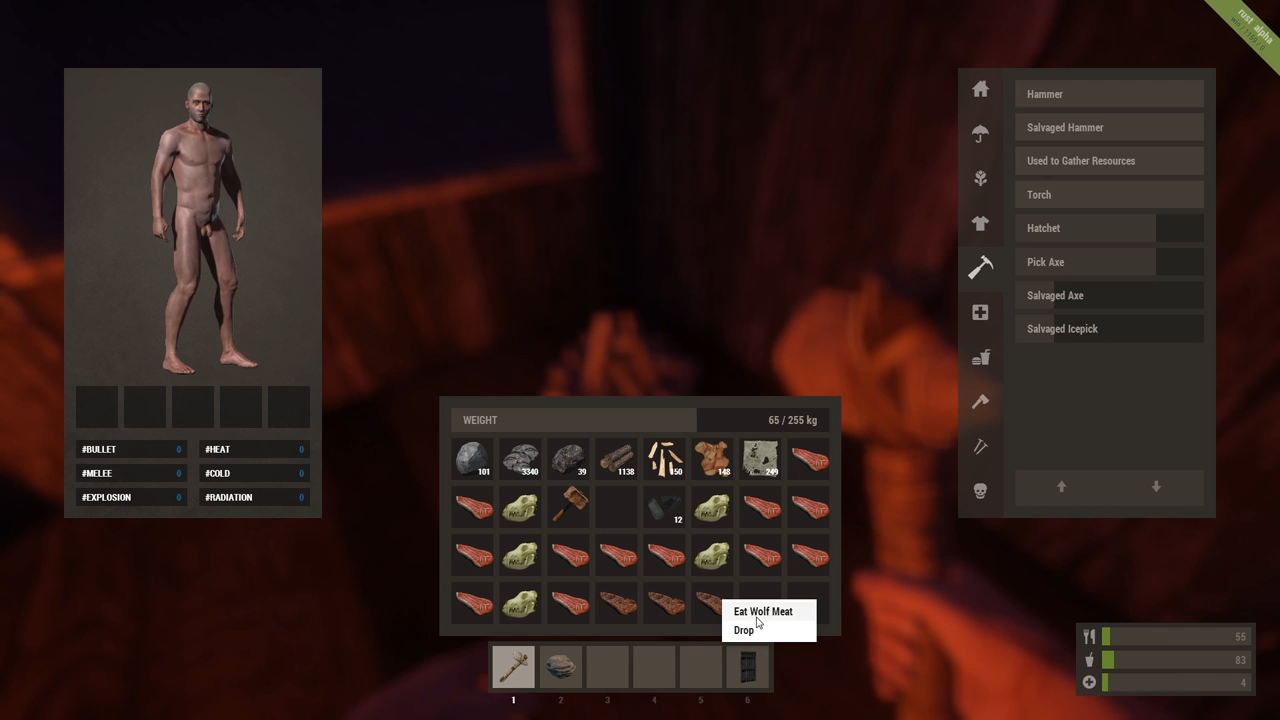 rust alpha
#BULLET 0
#HEAT 0
#MELEE 0
#COLD 0
#EXPLOSION 0
#RADIATION 0
WEIGHT 65 / 255 kg
101 3340 39 1138 150 148 249
12
Eat Wolf Meat
Drop
1 2 3 4 5 6
Hammer
Salvaged Hammer
Used to Gather Resources
Torch
Hatchet
Pick Axe
Salvaged Axe
Salvaged Icepick
55
83
4